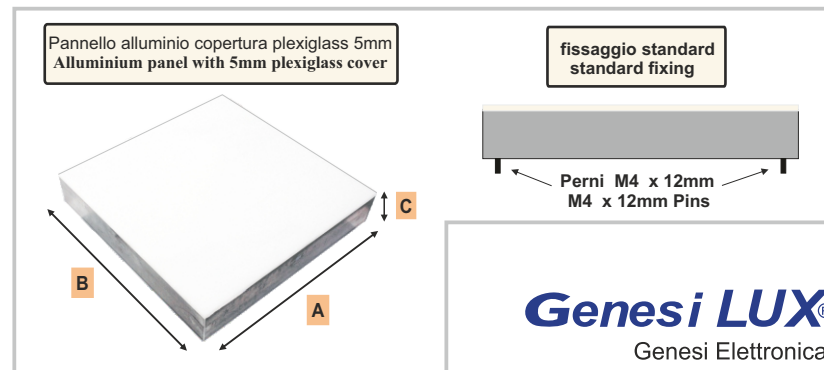 Pannello alluminio copertura plexiglass 5mm
Alluminium panel with 5mm plexiglass cover
fissaggio standard
standard fixing
Perni M4 x 12mm
M4 x 12mm Pins
C
B
A
Genesi LUX®
Genesi Elettronica